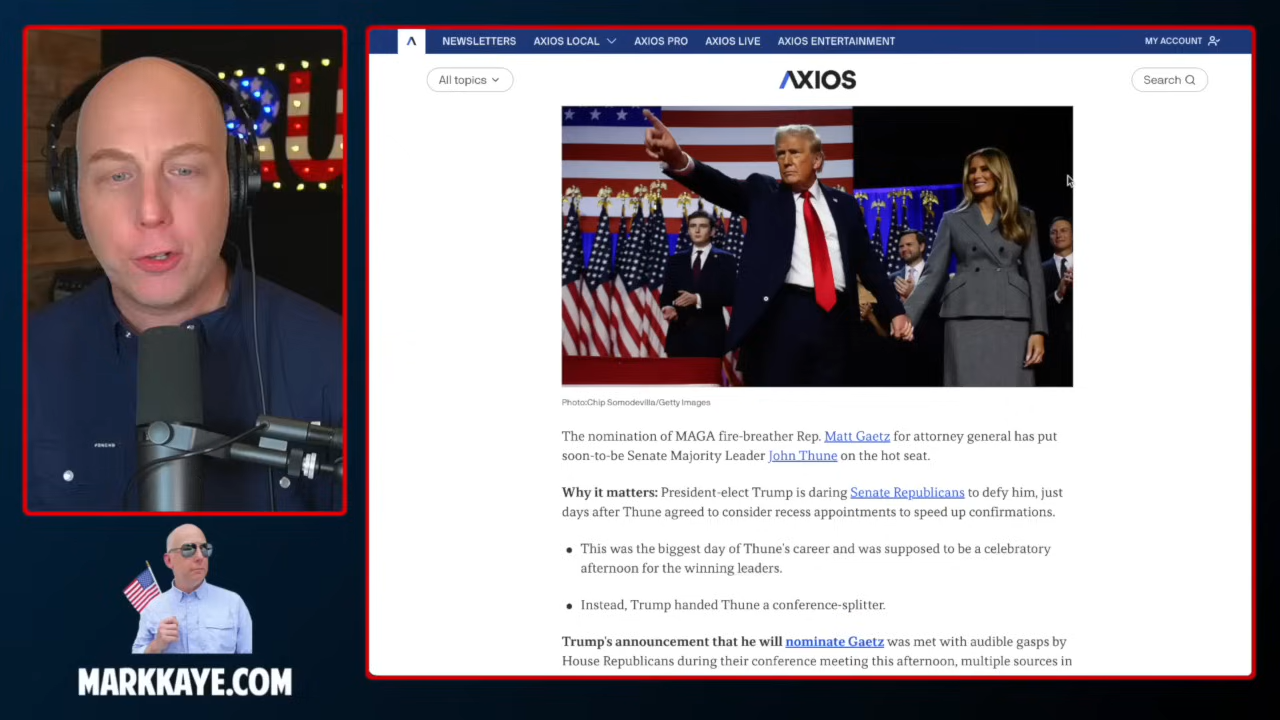 NEWSLETTERS AXIOS LOCAL AXIOS PRO AXIOS LIVE AXIOS ENTERTAINMENT MY ACCOUNT
All topics AXIOS Search
Photo:Chip Somodevilla/Getty Images
The nomination of MAGA fire-breather Rep. Matt Gaetz for attorney general has put
soon-to-be Senate Majority Leader John Thune on the hot seat.
Why it matters: President-elect Trump is daring Senate Republicans to defy him, just
days after Thune agreed to consider recess appointments to speed up confirmations.
• This was the biggest day of Thune's career and was supposed to be a celebratory
afternoon for the winning leaders.
• Instead, Trump handed Thune a conference-splitter.
Trump's announcement that he will nominate Gaetz was met with audible gasps by
House Republicans during their conference meeting this afternoon, multiple sources in
MARKKAYE.COM